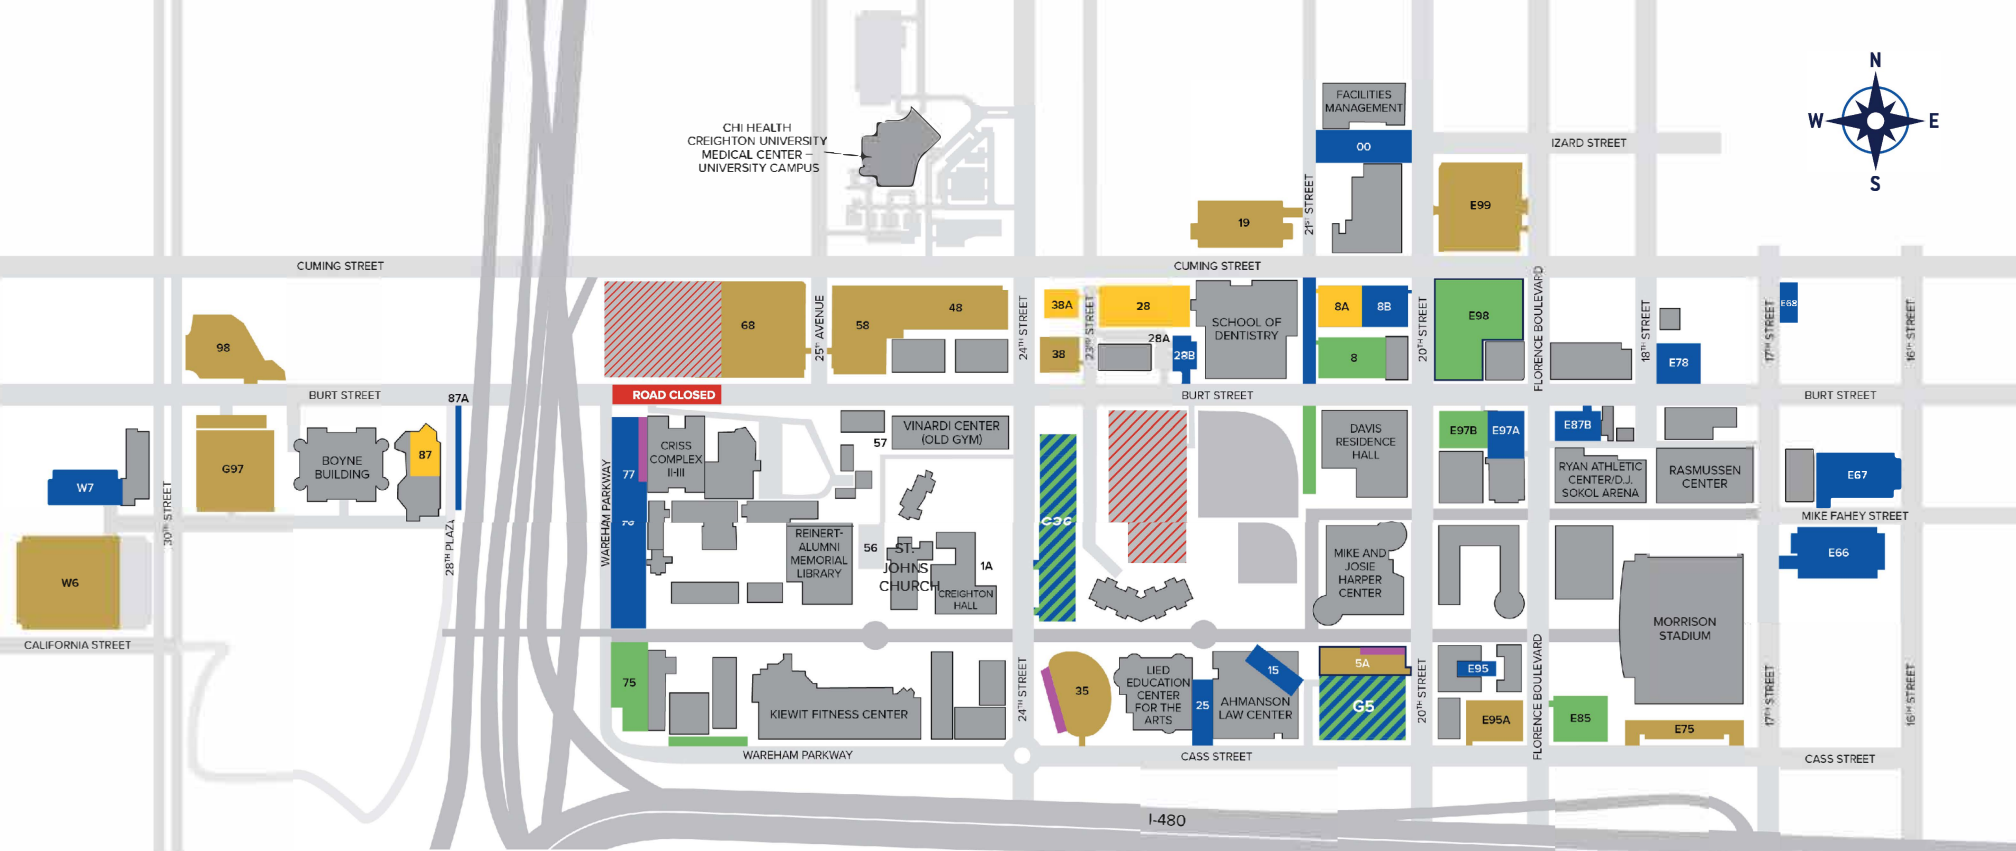 N
W
E
S
FACILITIES
MANAGEMENT
CHI HEALTH
CREIGHTON UNIVERSITY
MEDICAL CENTER –
UNIVERSITY CAMPUS
00
IZARD STREET
21ST STREET
19
E99
CUMING STREET
CUMING STREET
98
68
25TH AVENUE
58
48
24TH STREET
38A
38
23RD STREET
28
28A
28B
SCHOOL OF
DENTISTRY
8A
8B
8
20TH STREET
E98
FLORENCE BOULEVARD
18TH STREET
E78
17TH STREET
E68
16TH STREET
BURT STREET
87A
ROAD CLOSED
BURT STREET
BURT STREET
W7
30TH STREET
G97
BOYNE
BUILDING
87
28TH PLAZA
WAREHAM PARKWAY
77
CRISS
COMPLEX
II-III
57
VINARDI CENTER
(OLD GYM)
DAVIS
RESIDENCE
HALL
E97B
E97A
E87B
RYAN ATHLETIC
CENTER/D.J.
SOKOL ARENA
RASMUSSEN
CENTER
E67
MIKE FAHEY STREET
E66
W6
REINERT-
ALUMNI
MEMORIAL
LIBRARY
56
ST.
JOHNS
CHURCH
1A
CREIGHTON
HALL
MIKE AND
JOSIE
HARPER
CENTER
MORRISON
STADIUM
CALIFORNIA STREET
75
KIEWIT FITNESS CENTER
24TH STREET
35
LIED
EDUCATION
CENTER
FOR THE
ARTS
25
15
AHMANSON
LAW CENTER
5A
G5
20TH STREET
E95
E95A
FLORENCE BOULEVARD
E85
E75
17TH STREET
16TH STREET
WAREHAM PARKWAY
CASS STREET
CASS STREET
I-480